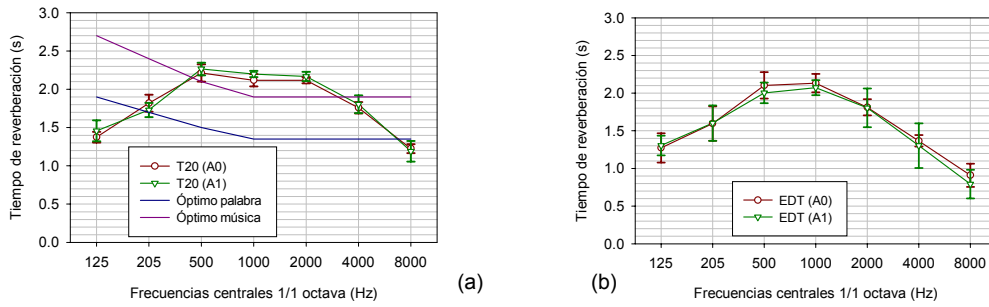 3.0
2.5
2.0
1.5
1.0
0.5
0.0
Tiempo de reverberación (s)
T20 (A0)
T20 (A1)
Óptimo palabra
Óptimo música
125 205 500 1000 2000 4000 8000
Frecuencias centrales 1/1 octava (Hz)
(a)
3.0
2.5
2.0
1.5
1.0
0.5
0.0
Tiempo de reverberación (s)
EDT (A0)
EDT (A1)
125 205 500 1000 2000 4000 8000
Frecuencias centrales 1/1 octava (Hz)
(b)